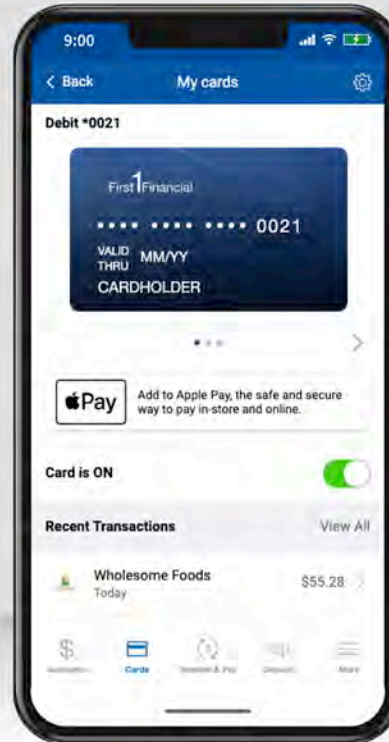 9:00
< Back My cards
Debit *0021
First 1 Financial
•••• •••• •••• 0021
VALID THRU MM/YY
CARDHOLDER
Pay
Add to Apple Pay, the safe and secure
way to pay in-store and online.
Card is ON
Recent Transactions View All
Wholesome Foods $55.28
Today
Cards
More